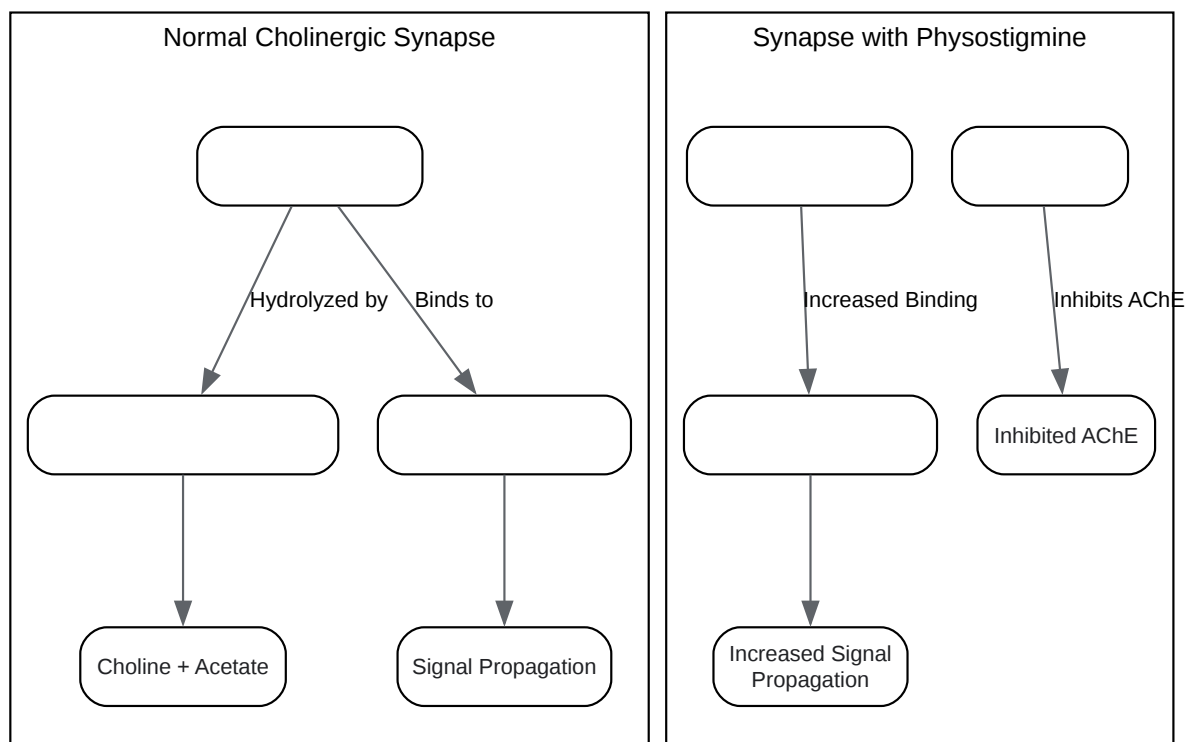 Normal Cholinergic Synapse
Hydrolyzed by
Binds to
Choline + Acetate
Signal Propagation
Synapse with Physostigmine
Increased Binding
Inhibits AChE
Inhibited AChE
Increased Signal
Propagation